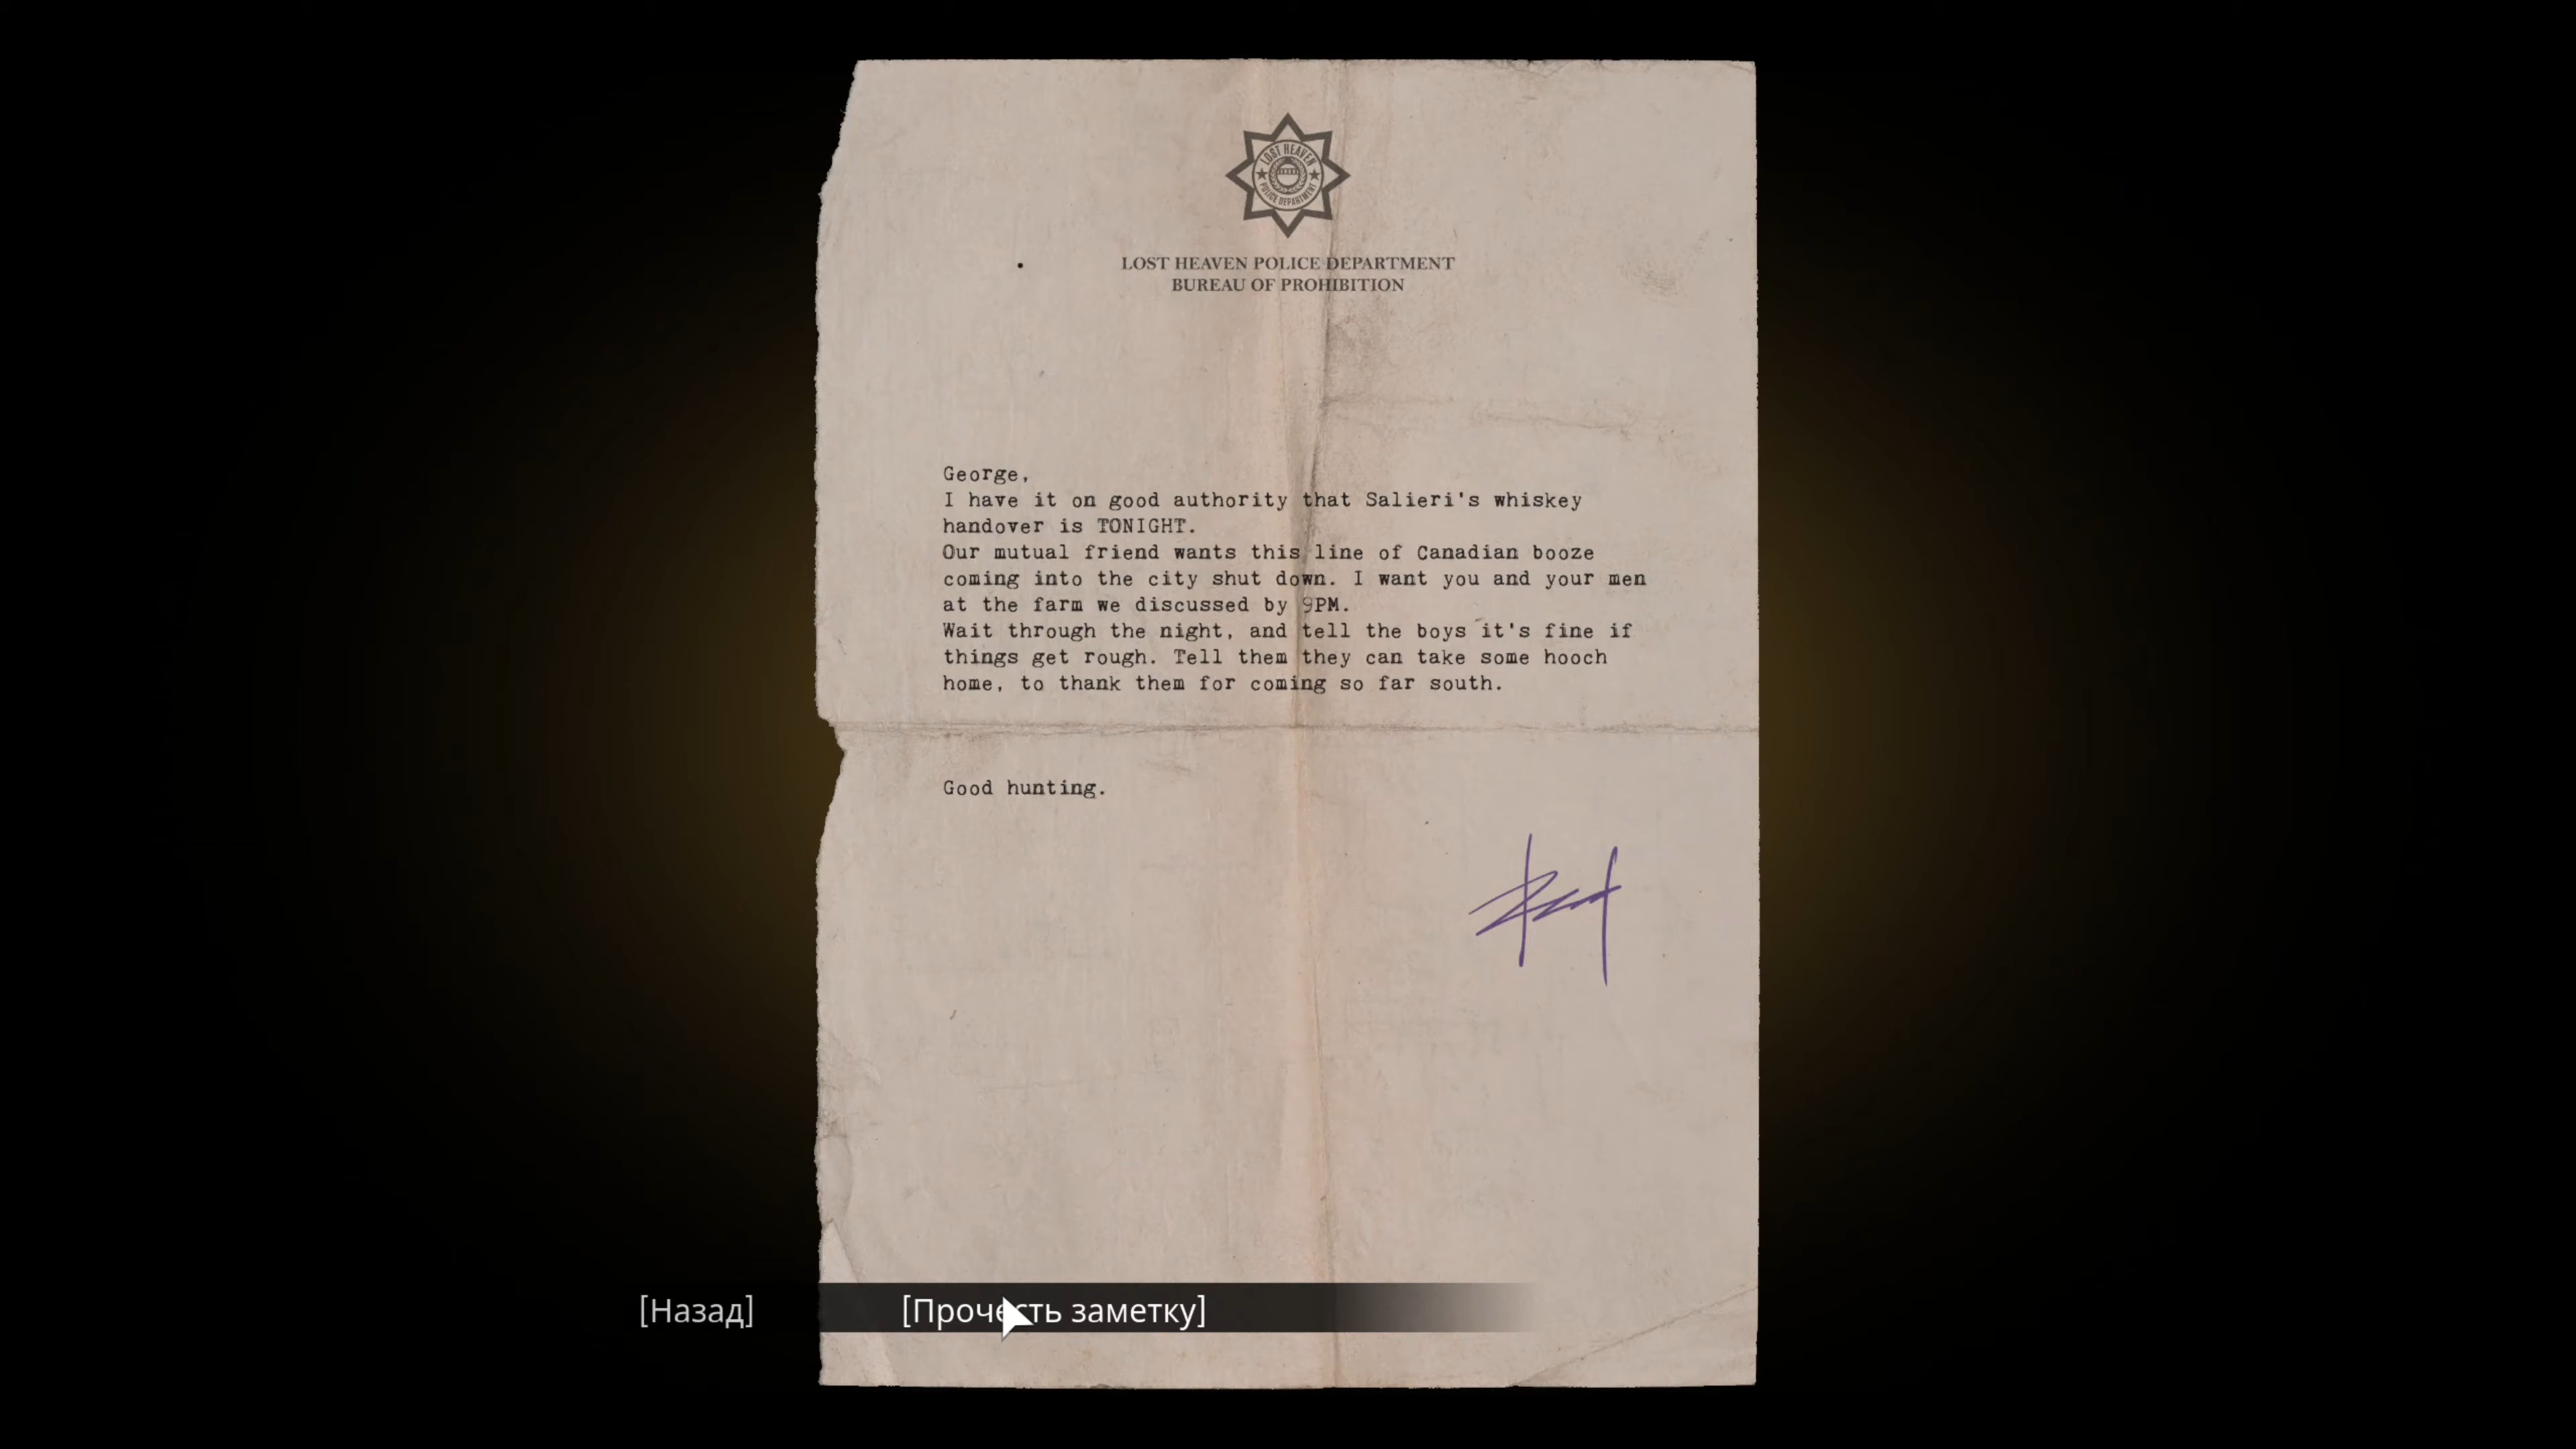 LOST HEAVEN
POLICE DEPARTMENT
LOST HEAVEN POLICE DEPARTMENT
BUREAU OF PROHIBITION
George,
I have it on good authority that Salieri's whiskey
handover is TONIGHT.
Our mutual friend wants this line of Canadian booze
coming into the city shut down. I want you and your men
at the farm we discussed by 9PM.
Wait through the night, and tell the boys it's fine if
things get rough. Tell them they can take some hooch
home, to thank them for coming so far south.
Good hunting.
[Назад]
[Прочесть заметку]